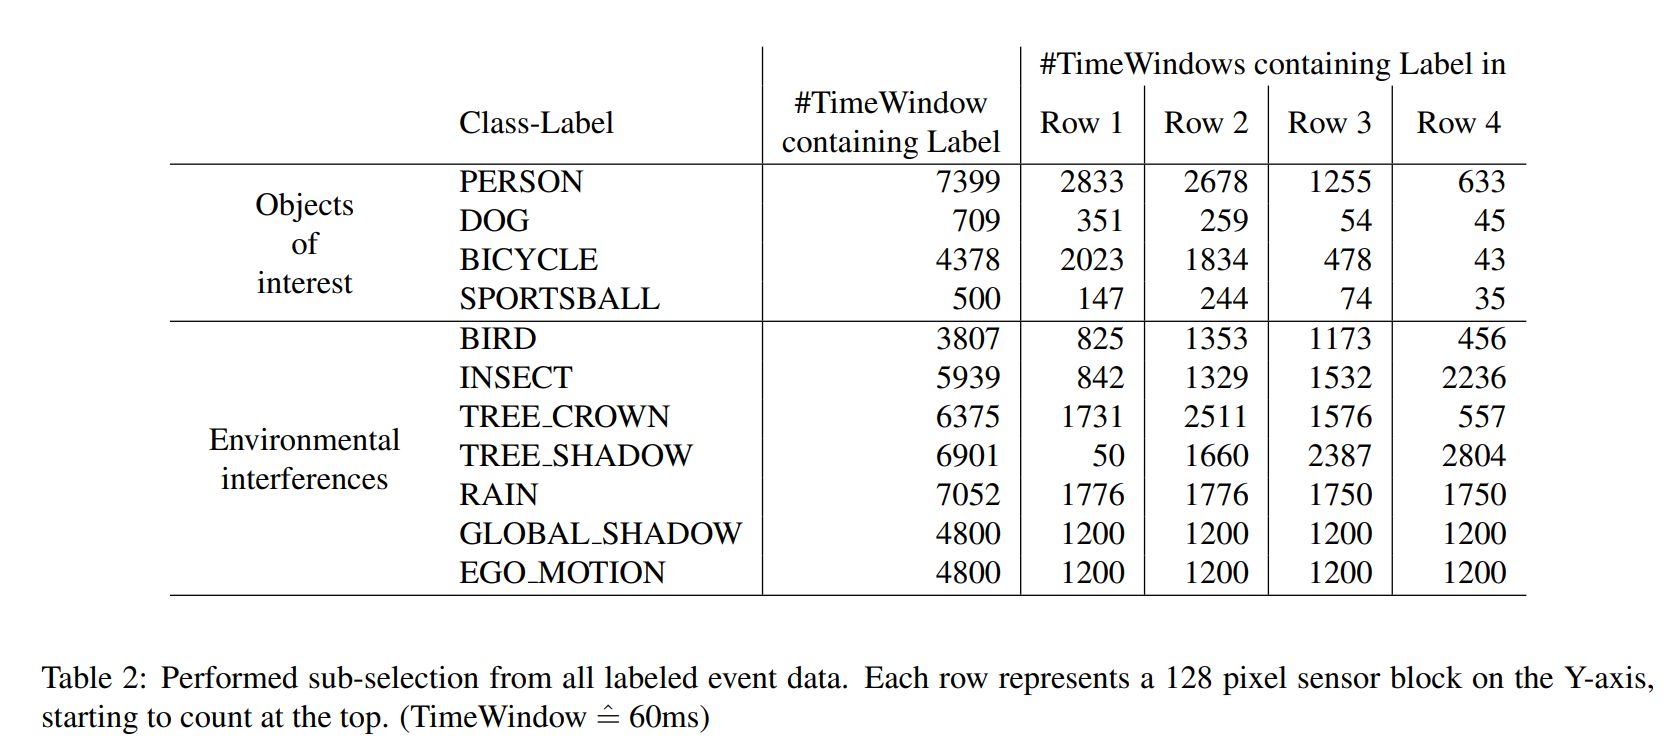 #TimeWindows containing Label in
Class-Label #TimeWindow containing Label Row 1 Row 2 Row 3 Row 4
Objects of interest
PERSON 7399 2833 2678 1255 633
DOG 709 351 259 54 45
BICYCLE 4378 2023 1834 478 43
SPORTSBALL 500 147 244 74 35
Environmental interferences
BIRD 3807 825 1353 1173 456
INSECT 5939 842 1329 1532 2236
TREE_CROWN 6375 1731 2511 1576 557
TREE_SHADOW 6901 50 1660 2387 2804
RAIN 7052 1776 1776 1750 1750
GLOBAL_SHADOW 4800 1200 1200 1200 1200
EGO_MOTION 4800 1200 1200 1200 1200
Table 2: Performed sub-selection from all labeled event data. Each row represents a 128 pixel sensor block on the Y-axis,
starting to count at the top. (TimeWindow ≙ 60ms)